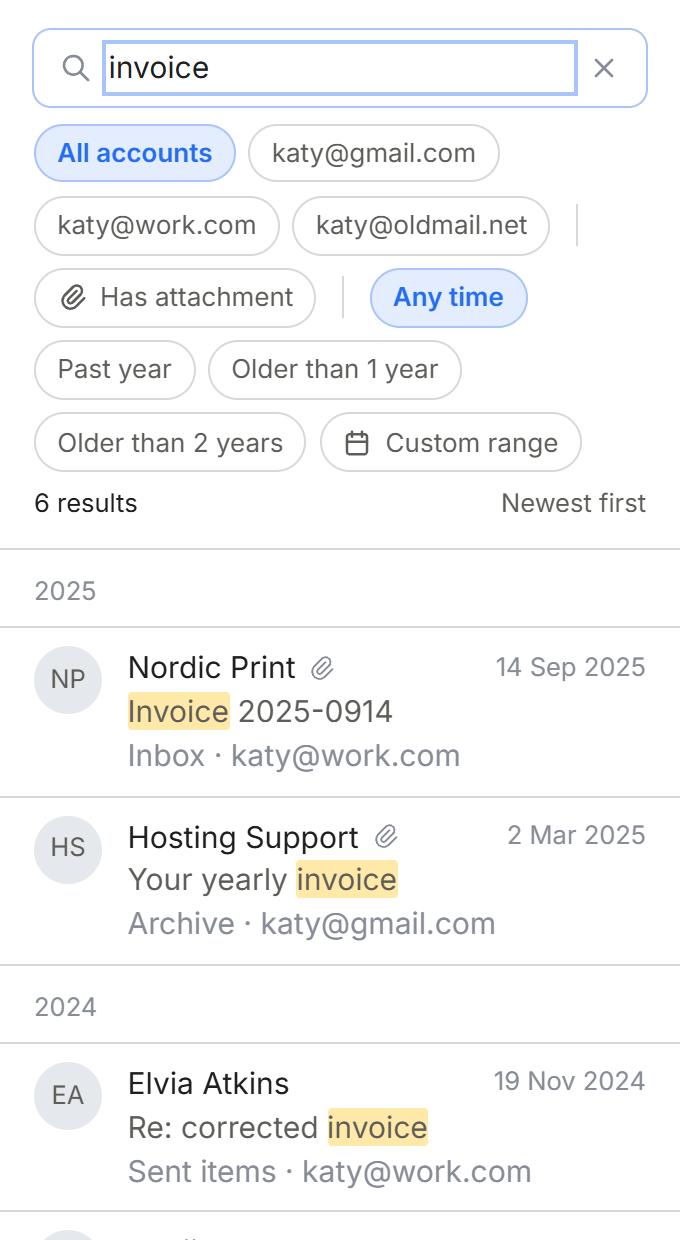 invoice
All accounts katy@gmail.com
katy@work.com katy@oldmail.net
Has attachment Any time
Past year Older than 1 year
Older than 2 years Custom range
6 results Newest first
2025
NP Nordic Print 14 Sep 2025
Invoice 2025-0914
Inbox · katy@work.com
HS Hosting Support 2 Mar 2025
Your yearly invoice
Archive · katy@gmail.com
2024
EA Elvia Atkins 19 Nov 2024
Re: corrected invoice
Sent items · katy@work.com